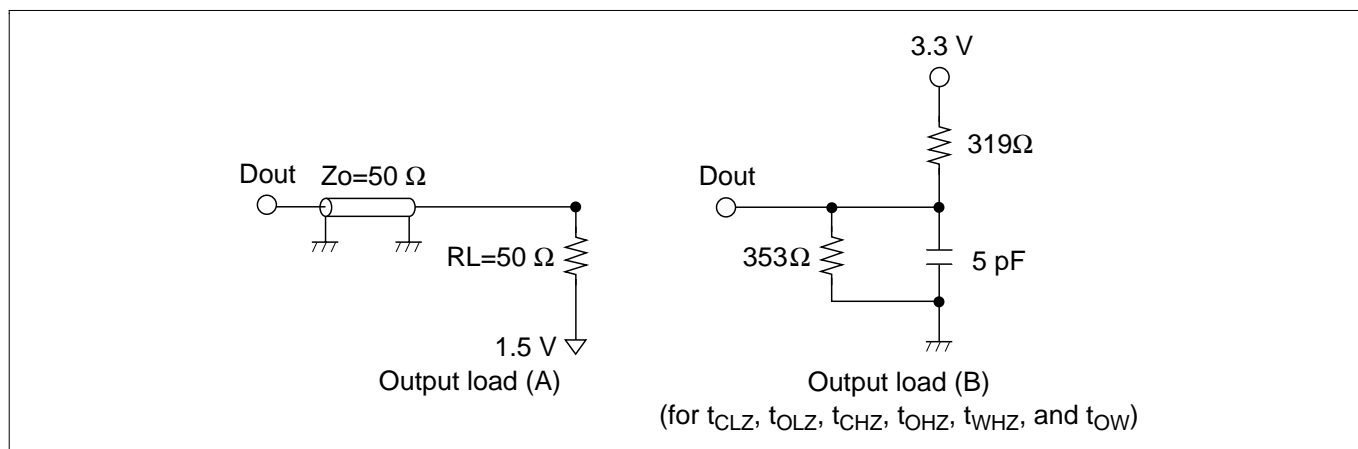 Dout
Zo=50 Ω
RL=50 Ω
1.5 V
Output load (A)
3.3 V
319Ω
Dout
353Ω
5 pF
Output load (B)
(for tCLZ, tOLZ, tCHZ, tOHZ, tWHZ, and tOW)